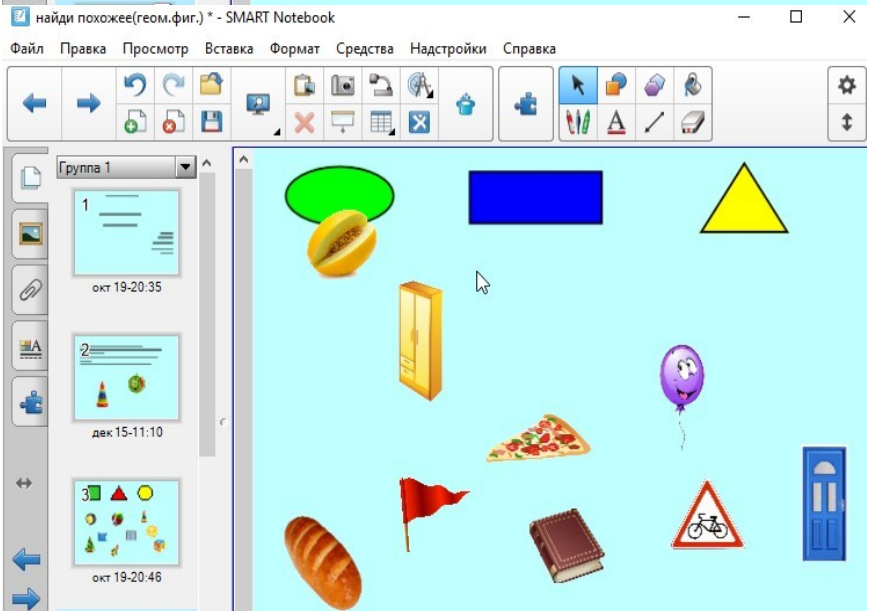 найди похожее(геом.фиг.) * - SMART Notebook
Файл Правка Просмотр Вставка Формат Средства Надстройки Справка
Группа 1
1
окт 19-20:35
2
дек 15-11:10
3
окт 19-20:46